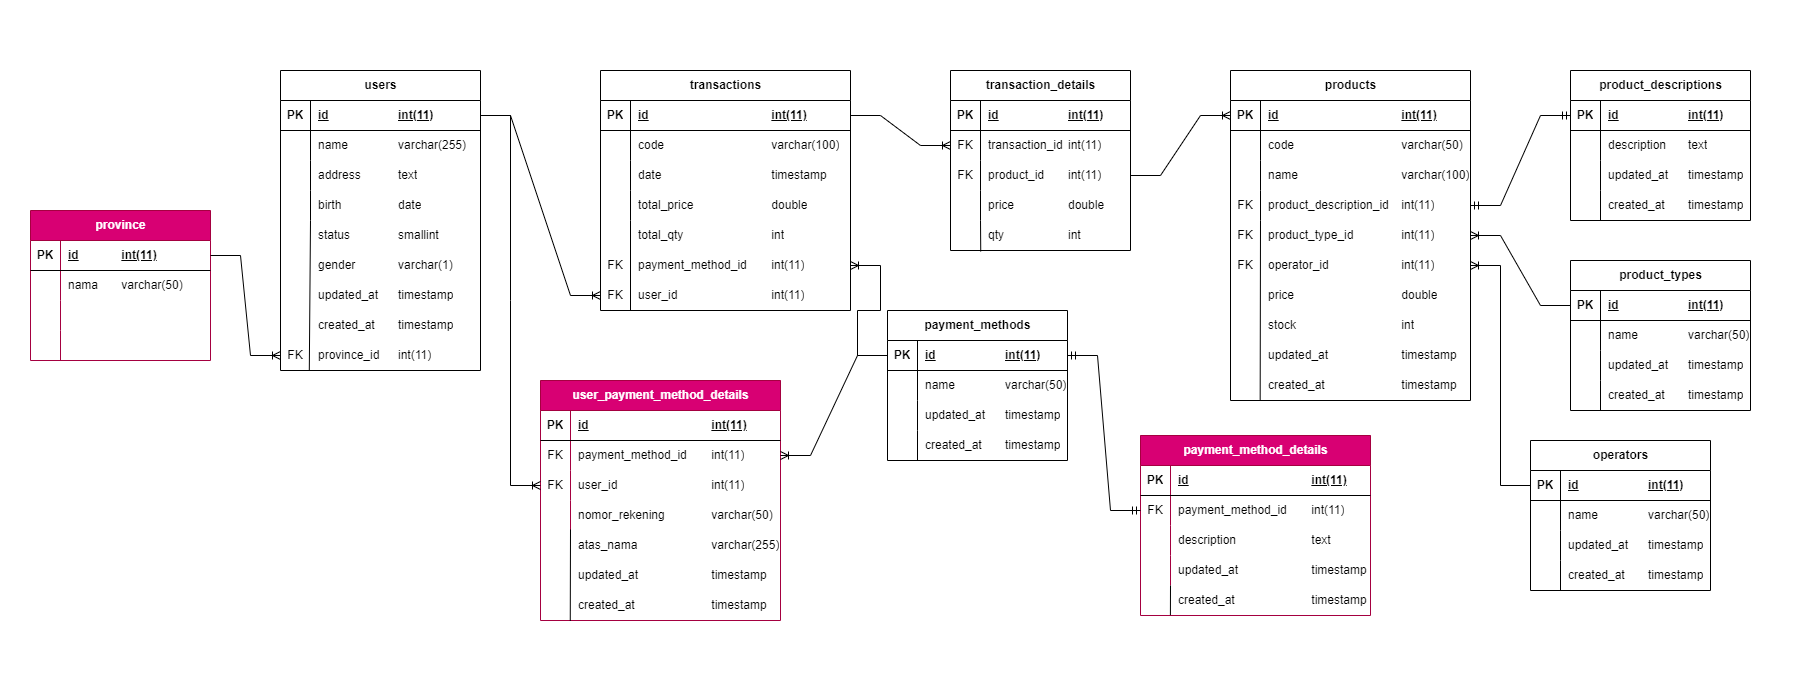 users
PK id int(11)
name varchar(255)
address text
birth date
status smallint
gender varchar(1)
updated_at timestamp
created_at timestamp
FK province_id int(11)
transactions
PK id int(11)
code varchar(100)
date timestamp
total_price double
total_qty int
FK payment_method_id int(11)
FK user_id int(11)
transaction_details
PK id int(11)
FK transaction_id int(11)
FK product_id int(11)
price double
qty int
products
PK id int(11)
code varchar(50)
name varchar(100)
FK product_description_id int(11)
FK product_type_id int(11)
FK operator_id int(11)
price double
stock int
updated_at timestamp
created_at timestamp
product_descriptions
PK id int(11)
description text
updated_at timestamp
created_at timestamp
province
PK id int(11)
nama varchar(50)
product_types
PK id int(11)
name varchar(50)
updated_at timestamp
created_at timestamp
payment_methods
PK id int(11)
name varchar(50)
updated_at timestamp
created_at timestamp
user_payment_method_details
PK id int(11)
FK payment_method_id int(11)
FK user_id int(11)
nomor_rekening varchar(50)
atas_nama varchar(255)
updated_at timestamp
created_at timestamp
payment_method_details
PK id int(11)
FK payment_method_id int(11)
description text
updated_at timestamp
created_at timestamp
operators
PK id int(11)
name varchar(50)
updated_at timestamp
created_at timestamp